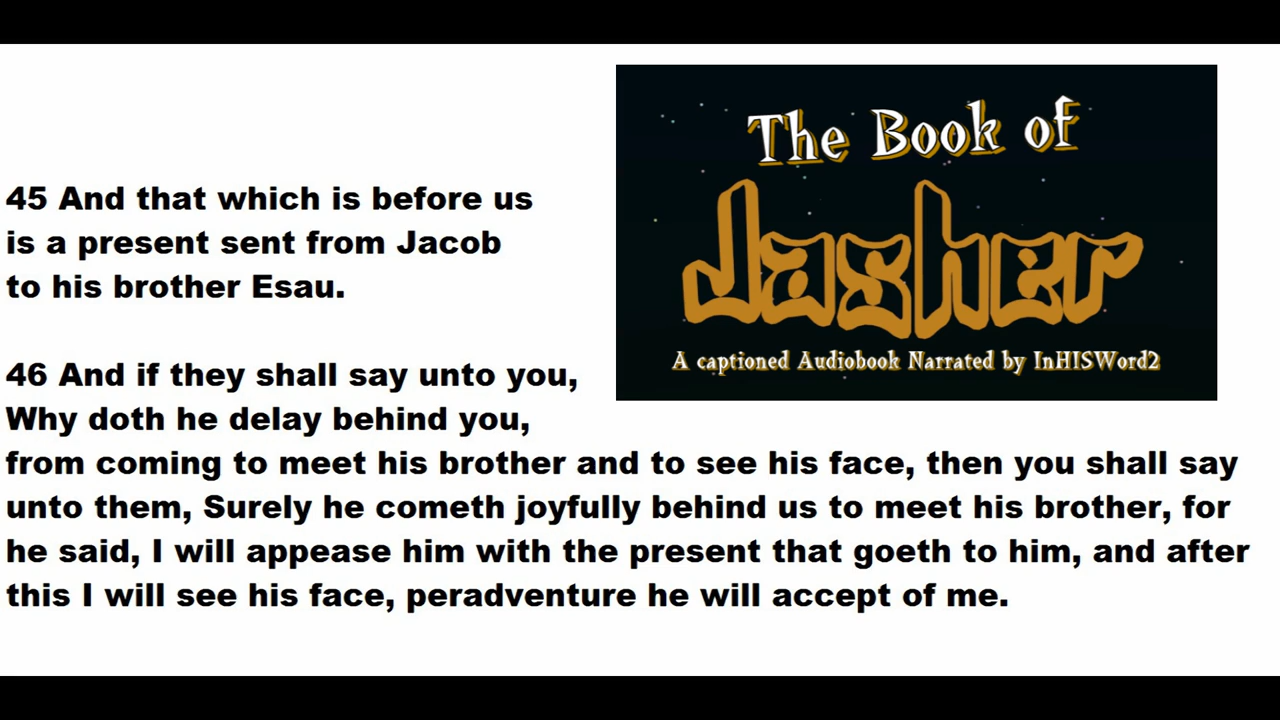 The Book of
Jasher
A captioned Audiobook Narrated by InHISWord2
45 And that which is before us
is a present sent from Jacob
to his brother Esau.
46 And if they shall say unto you,
Why doth he delay behind you,
from coming to meet his brother and to see his face, then you shall say
unto them, Surely he cometh joyfully behind us to meet his brother, for
he said, I will appease him with the present that goeth to him, and after
this I will see his face, peradventure he will accept of me.